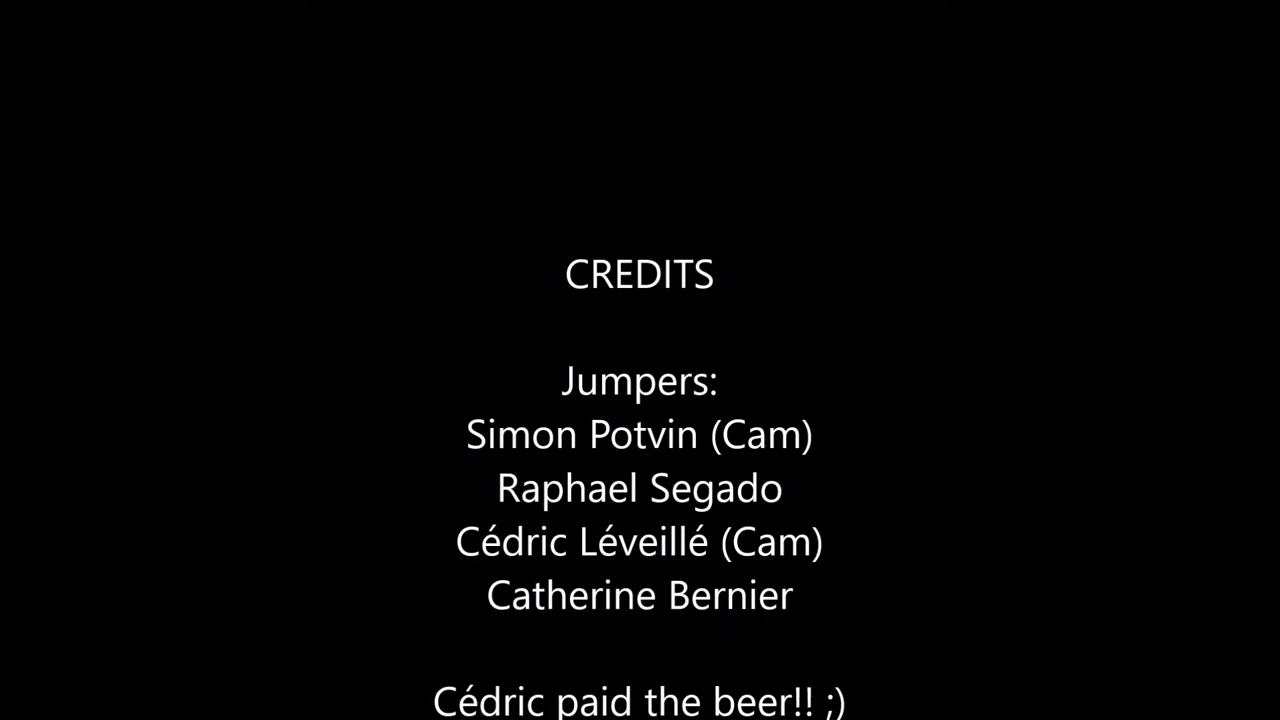 CREDITS
Jumpers:
Simon Potvin (Cam)
Raphael Segado
Cédric Léveillé (Cam)
Catherine Bernier
Cédric paid the beer!! ;)